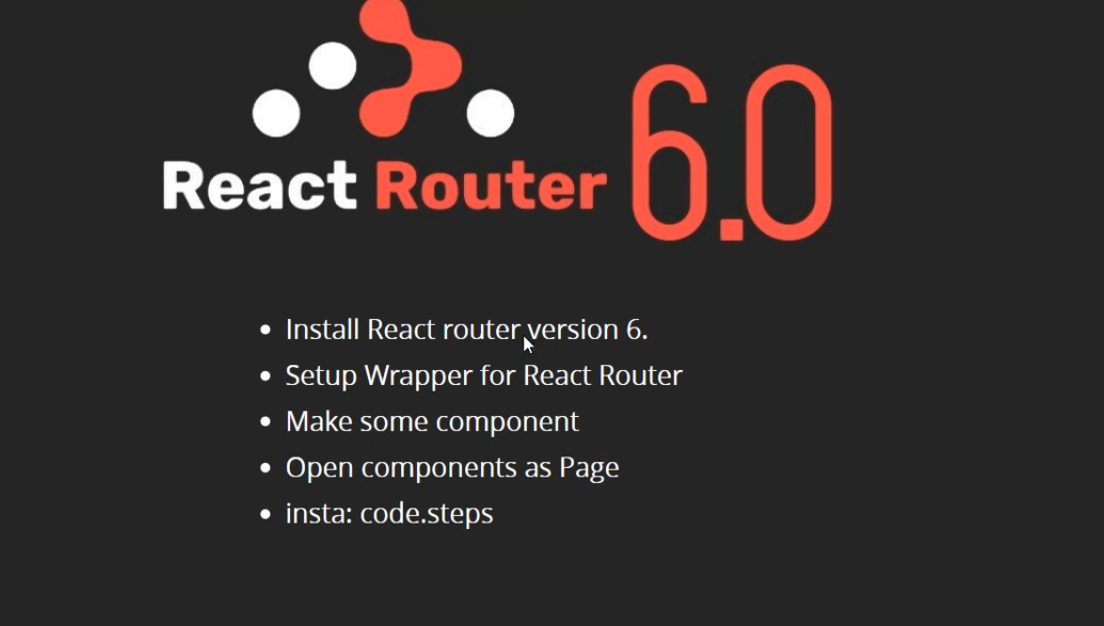 React Router 6.0
• Install React router version 6.
• Setup Wrapper for React Router
• Make some component
• Open components as Page
• insta: code.steps